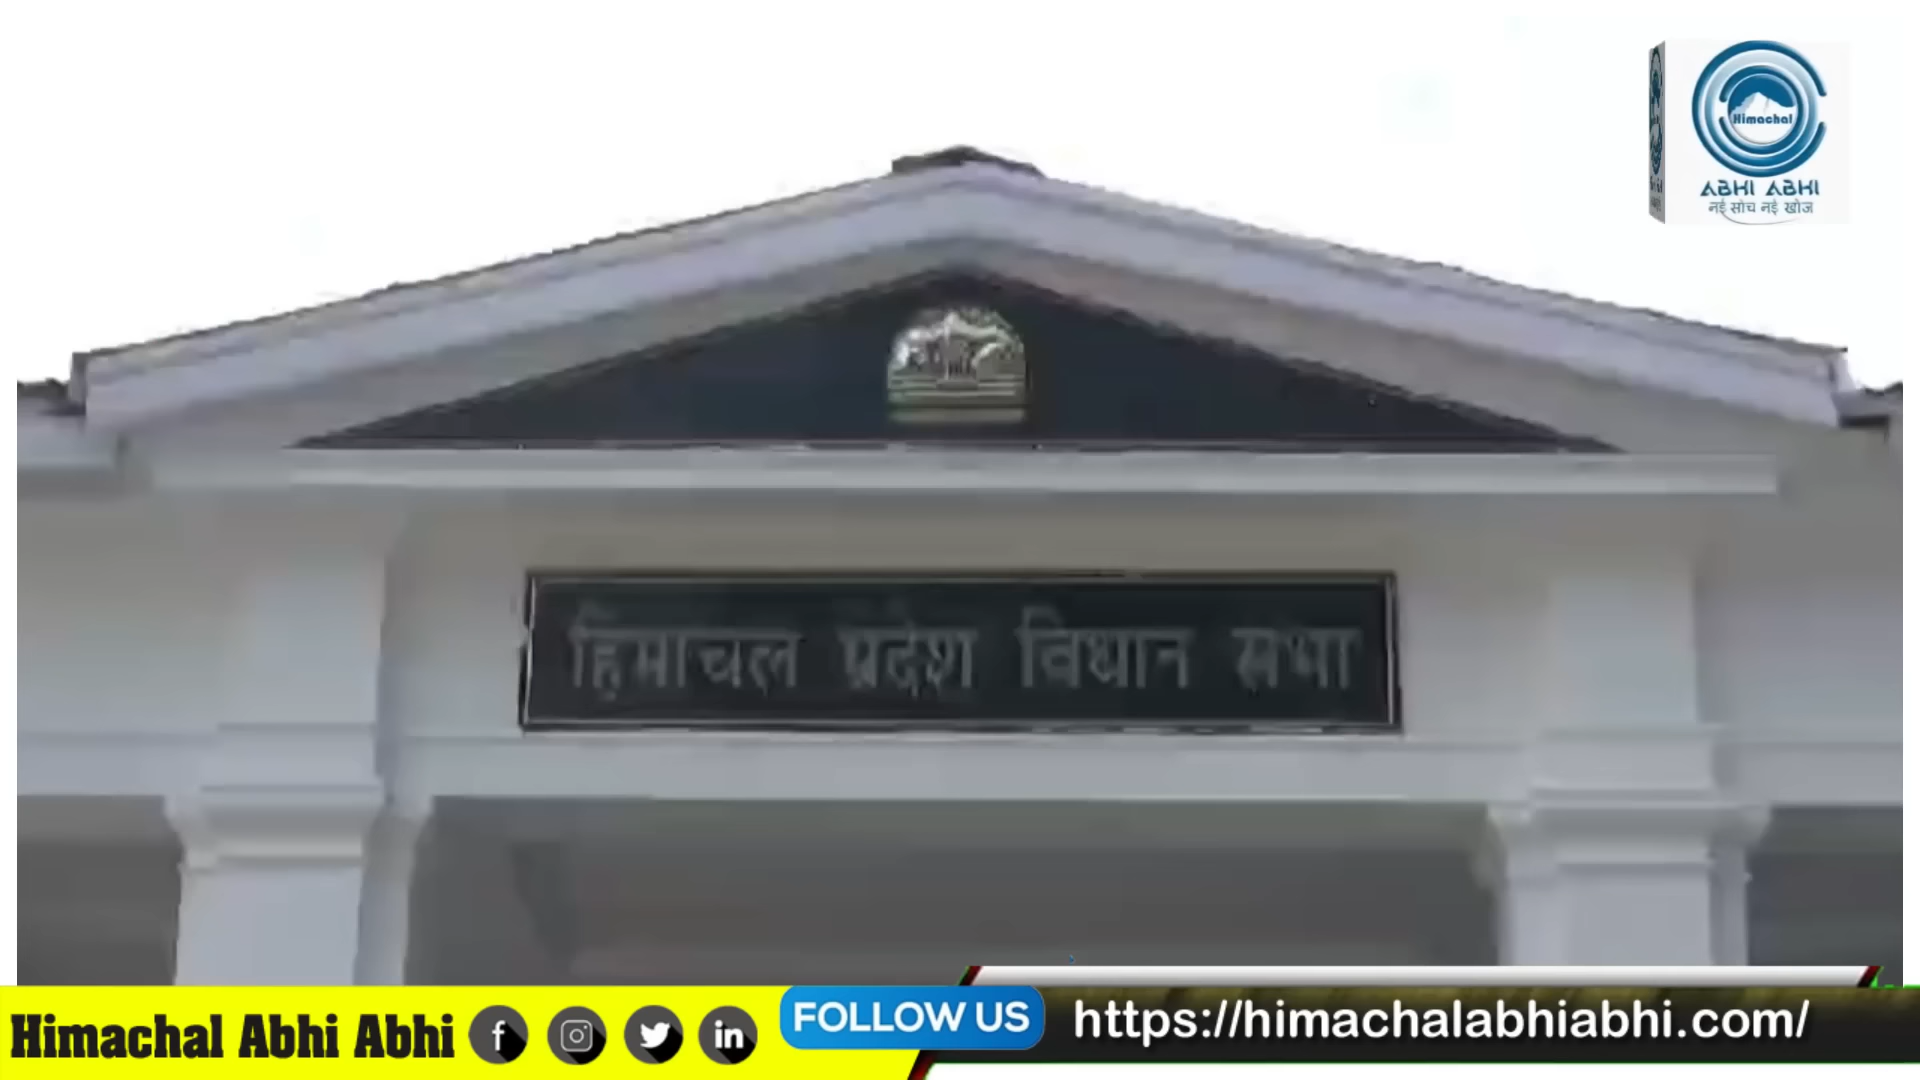 Himachal
ABHI ABHI
नई सोच नई खोज
हिमाचल प्रदेश विधान सभा
Himachal Abhi Abhi
FOLLOW US
https://himachalabhiabhi.com/